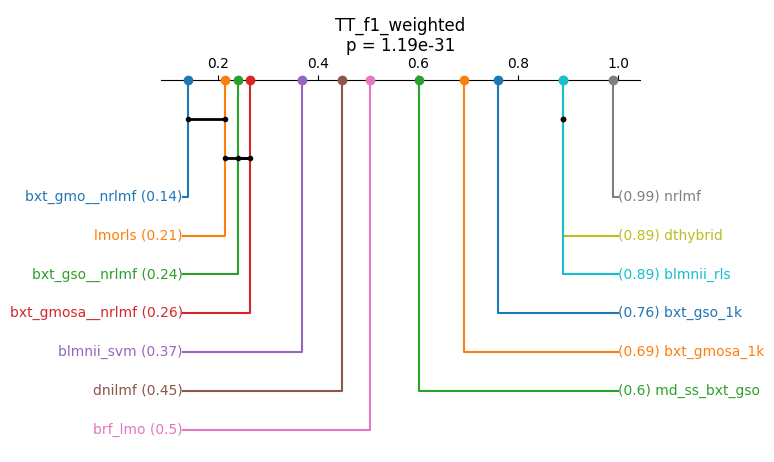 TT_f1_weighted
p = 1.19e-31
0.2 0.4 0.6 0.8 1.0
bxt_gmo__nrlmf (0.14) (0.99) nrlmf
lmorls (0.21) (0.89) dthybrid
bxt_gso__nrlmf (0.24) (0.89) blmnii_rls
bxt_gmosa__nrlmf (0.26) (0.76) bxt_gso_1k
blmnii_svm (0.37) (0.69) bxt_gmosa_1k
dnilmf (0.45) (0.6) md_ss_bxt_gso
brf_lmo (0.5)